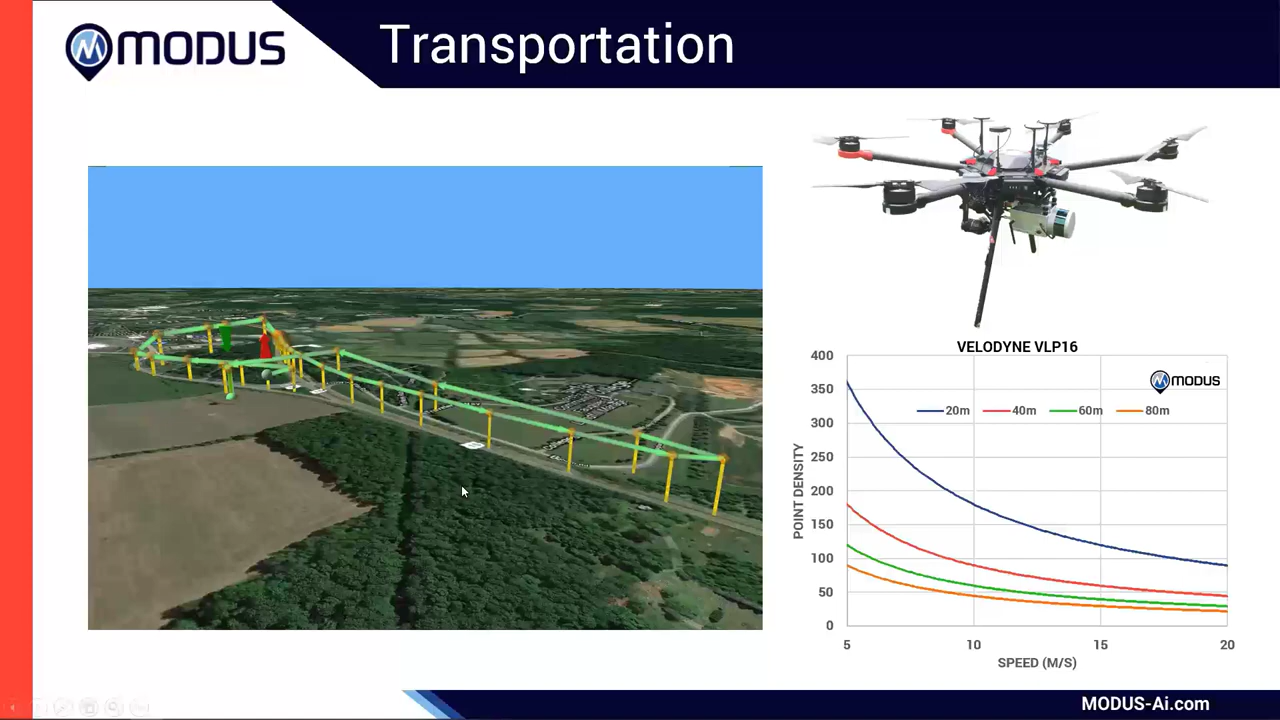 MODUS
Transportation
VELODYNE VLP16
MODUS
20m 40m 60m 80m
POINT DENSITY
400
350
300
250
200
150
100
50
0
5 10 15 20
SPEED (M/S)
MODUS-Ai.com